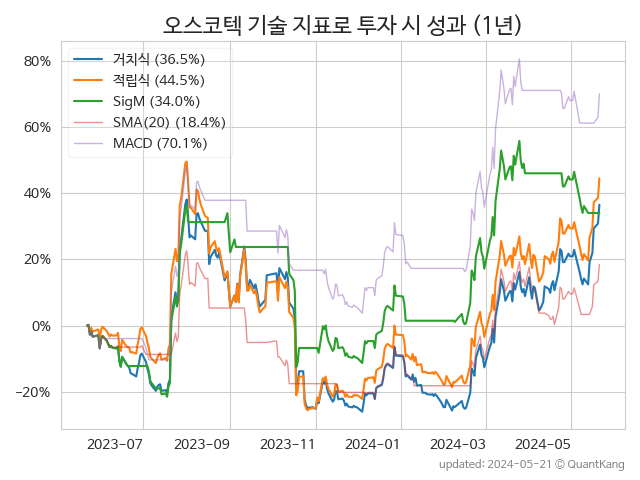 오스코텍 기술 지표로 투자 시 성과 (1년)
80%
60%
40%
20%
0%
−20%
거치식 (36.5%)
적립식 (44.5%)
SigM (34.0%)
SMA(20) (18.4%)
MACD (70.1%)
2023-07 2023-09 2023-11 2024-01 2024-03 2024-05
updated: 2024-05-21 © QuantKang